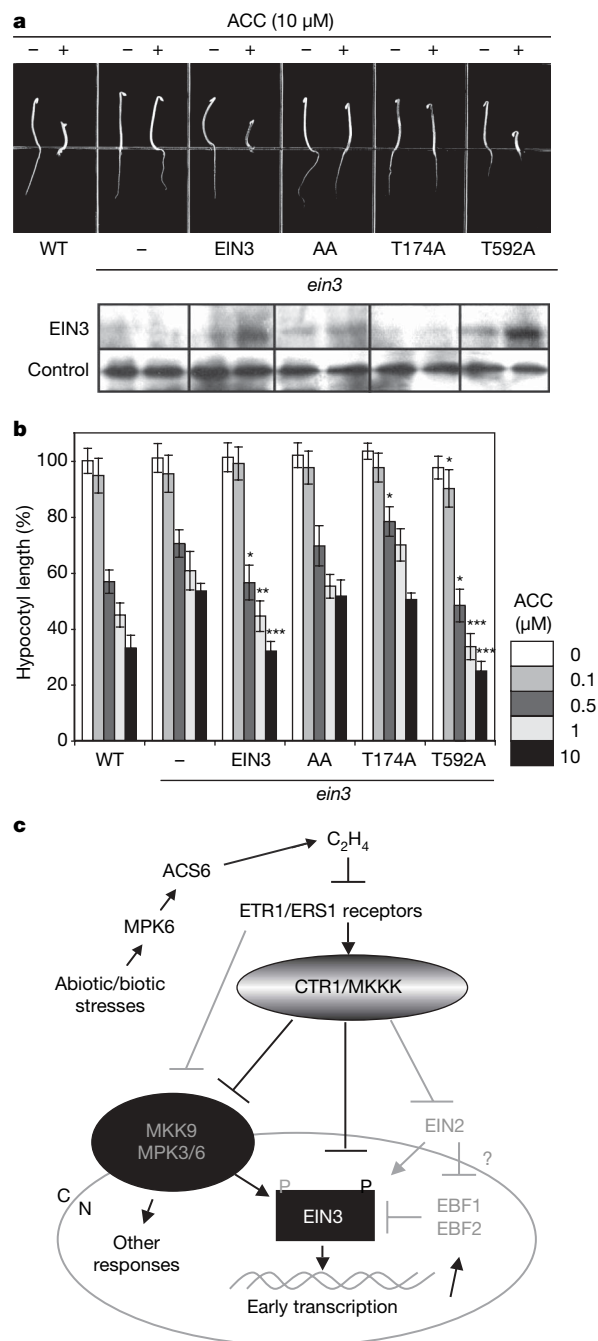 a
ACC (10 µM)
– + – + – + – + – + – +
WT – EIN3 AA T174A T592A
ein3
EIN3
Control
b
Hypocotyl length (%)
100
80
60
40
20
0
* ** *** * * * *** ***
ACC
(µM)
0
0.1
0.5
1
10
WT – EIN3 AA T174A T592A
ein3
c
C2H4
ACS6
ETR1/ERS1 receptors
MPK6
Abiotic/biotic
stresses
CTR1/MKKK
MKK9
MPK3/6
EIN2
?
C
N
P P
EIN3
EBF1
EBF2
Other
responses
Early transcription